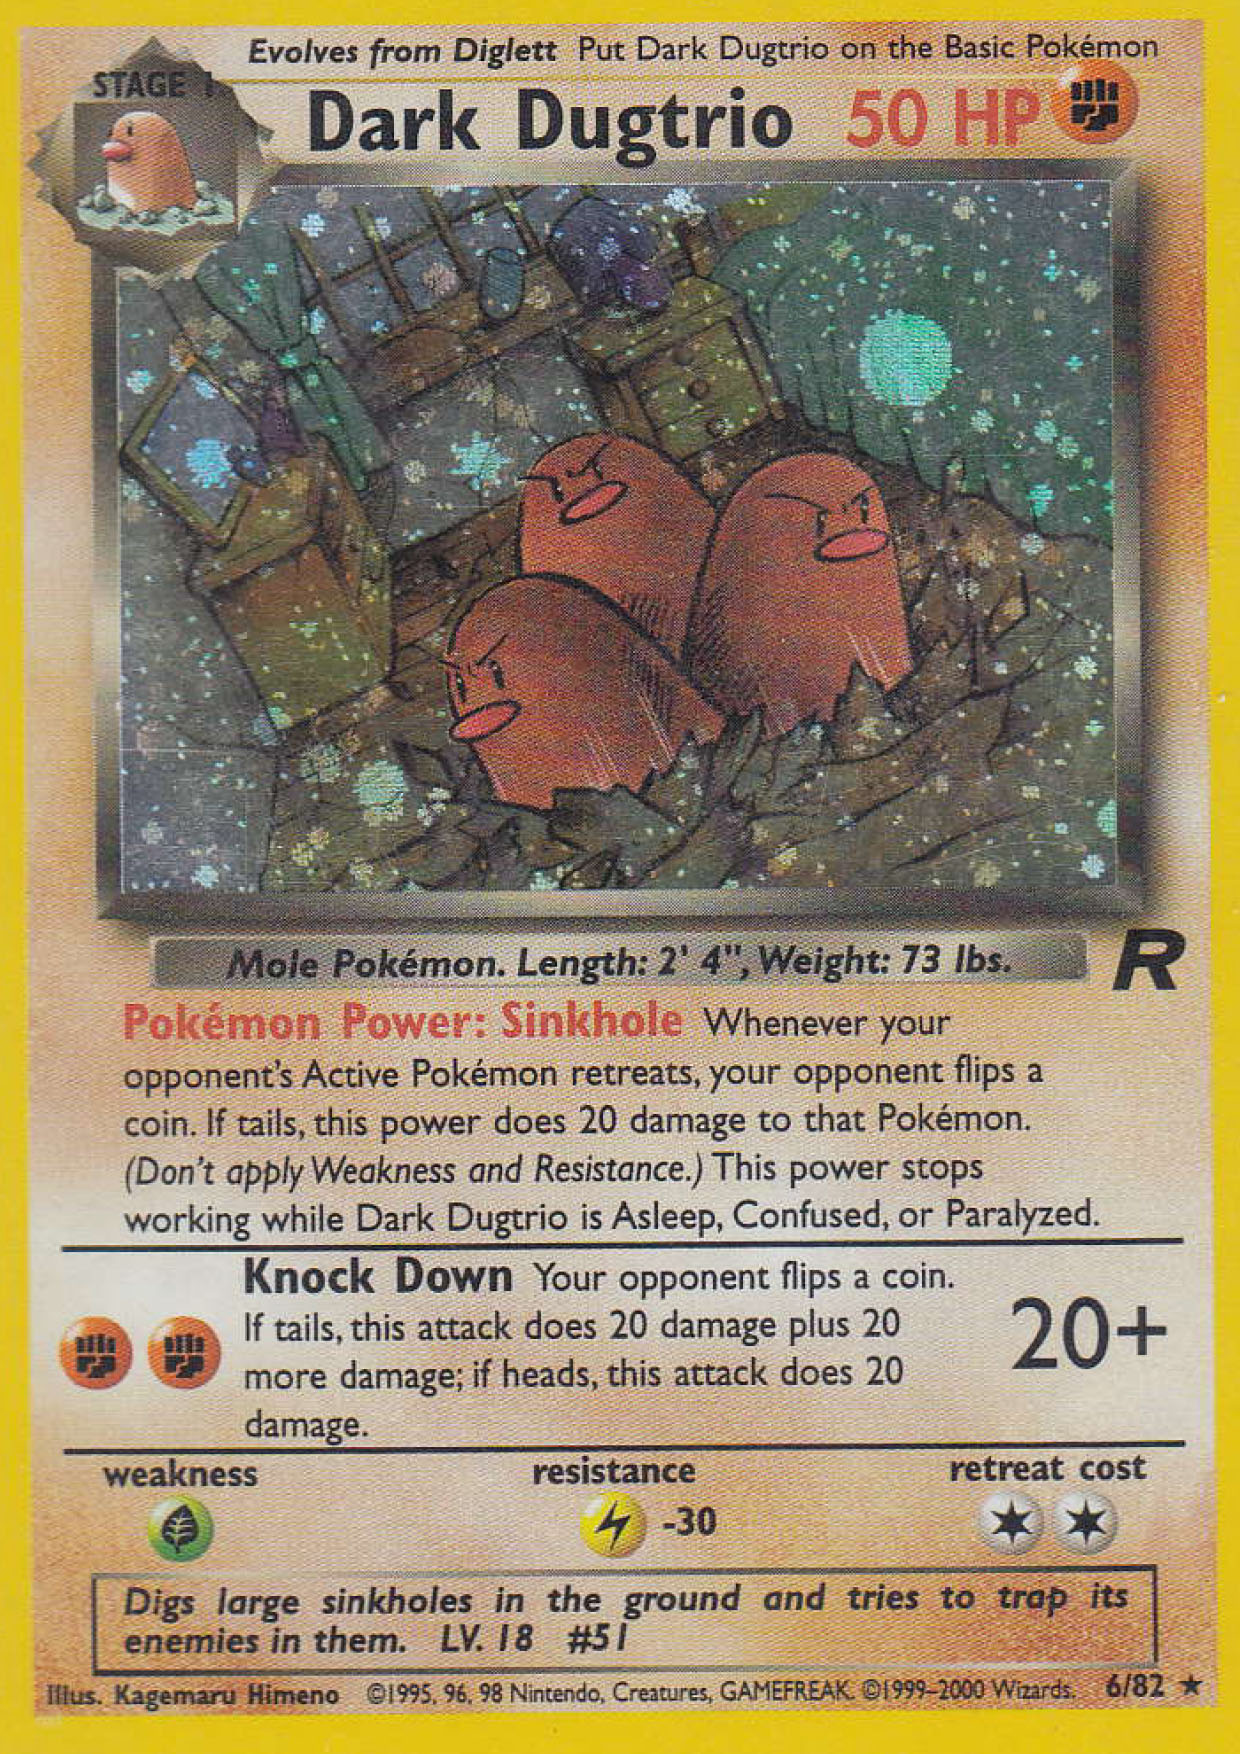 Evolves from Diglett Put Dark Dugtrio on the Basic Pokémon
STAGE 1
Dark Dugtrio 50 HP
Mole Pokémon. Length: 2' 4", Weight: 73 lbs.
R
Pokémon Power: Sinkhole Whenever your
opponent's Active Pokémon retreats, your opponent flips a
coin. If tails, this power does 20 damage to that Pokémon.
(Don't apply Weakness and Resistance.) This power stops
working while Dark Dugtrio is Asleep, Confused, or Paralyzed.
Knock Down Your opponent flips a coin.
If tails, this attack does 20 damage plus 20
more damage; if heads, this attack does 20
damage.
20+
weakness resistance retreat cost
-30
Digs large sinkholes in the ground and tries to trap its
enemies in them. LV. 18 #51
Illus. Kagemaru Himeno ©1995, 96, 98 Nintendo, Creatures, GAMEFREAK. ©1999–2000 Wizards. 6/82 ★